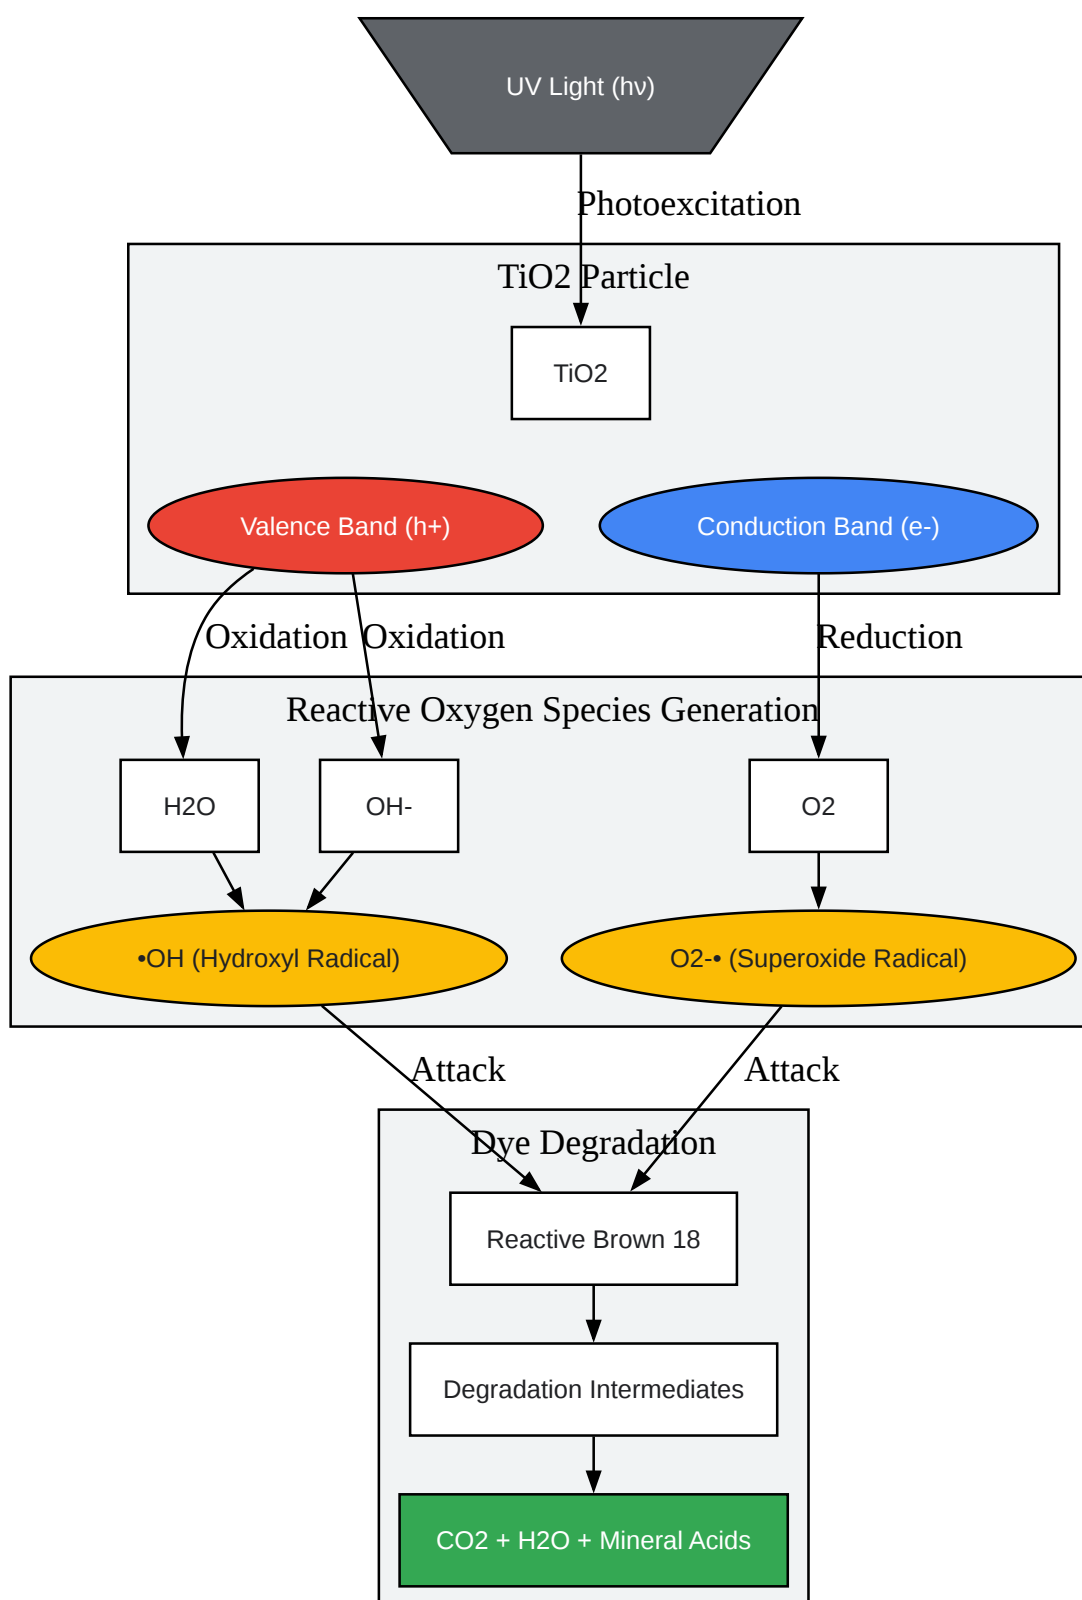 UV Light (hν)
Photoexcitation
TiO2 Particle
TiO2
Valence Band (h+)
Conduction Band (e-)
Oxidation
Oxidation
Reduction
Reactive Oxygen Species Generation
H2O
OH-
O2
•OH (Hydroxyl Radical)
O2-• (Superoxide Radical)
Attack
Attack
Dye Degradation
Reactive Brown 18
Degradation Intermediates
CO2 + H2O + Mineral Acids